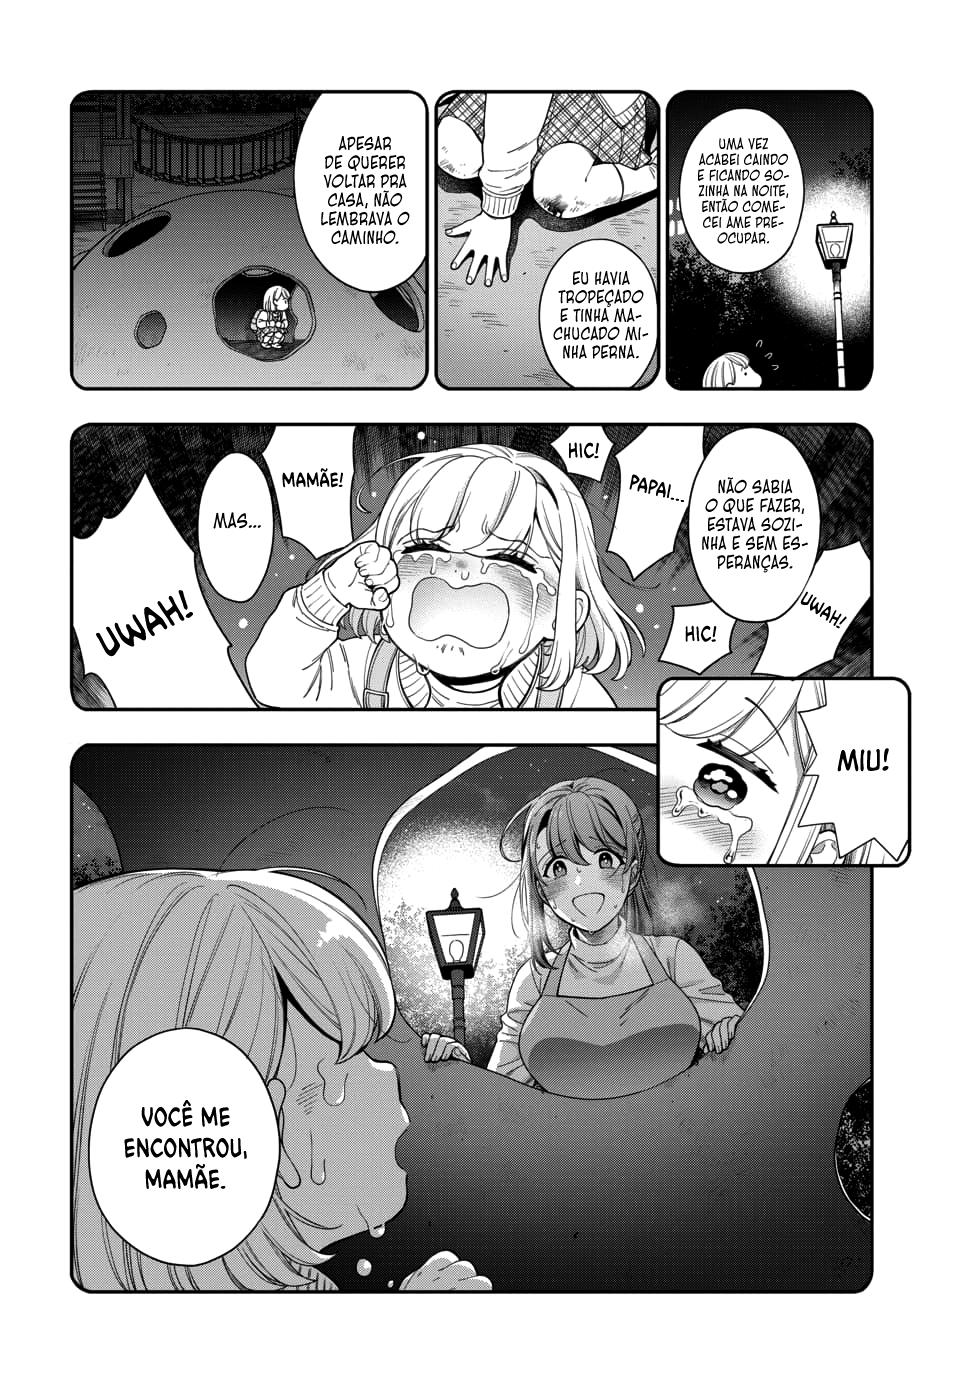 UMA VEZ
ACABEI CAINDO
E FICANDO SO-
ZINHA NA NOITE,
ENTÃO COME-
CEI AME PRE-
OCUPAR.
EU HAVIA
TROPEÇADO
E TINHA MA-
CHUCADO MI-
NHA PERNA.
APESAR
DE QUERER
VOLTAR PRA
CASA, NÃO
LEMBRAVA O
CAMINHO.
NÃO SABIA
O QUE FAZER,
ESTAVA SOZI-
NHA E SEM ES-
PERANÇAS.
UWAH!
PAPAI...
HIC!
HIC!
MAMÃE!
MAS...
UWAH!
MIU!
VOCÊ ME
ENCONTROU,
MAMÃE.